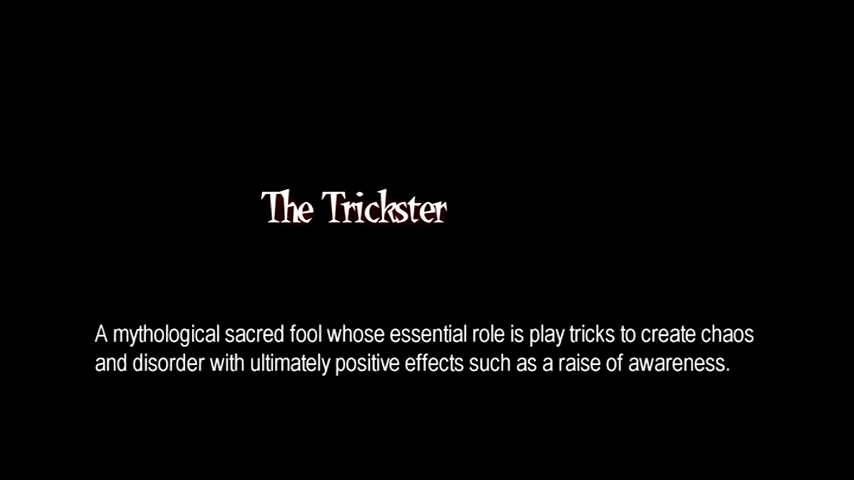 The Trickster
A mythological sacred fool whose essential role is play tricks to create chaos
and disorder with ultimately positive effects such as a raise of awareness.